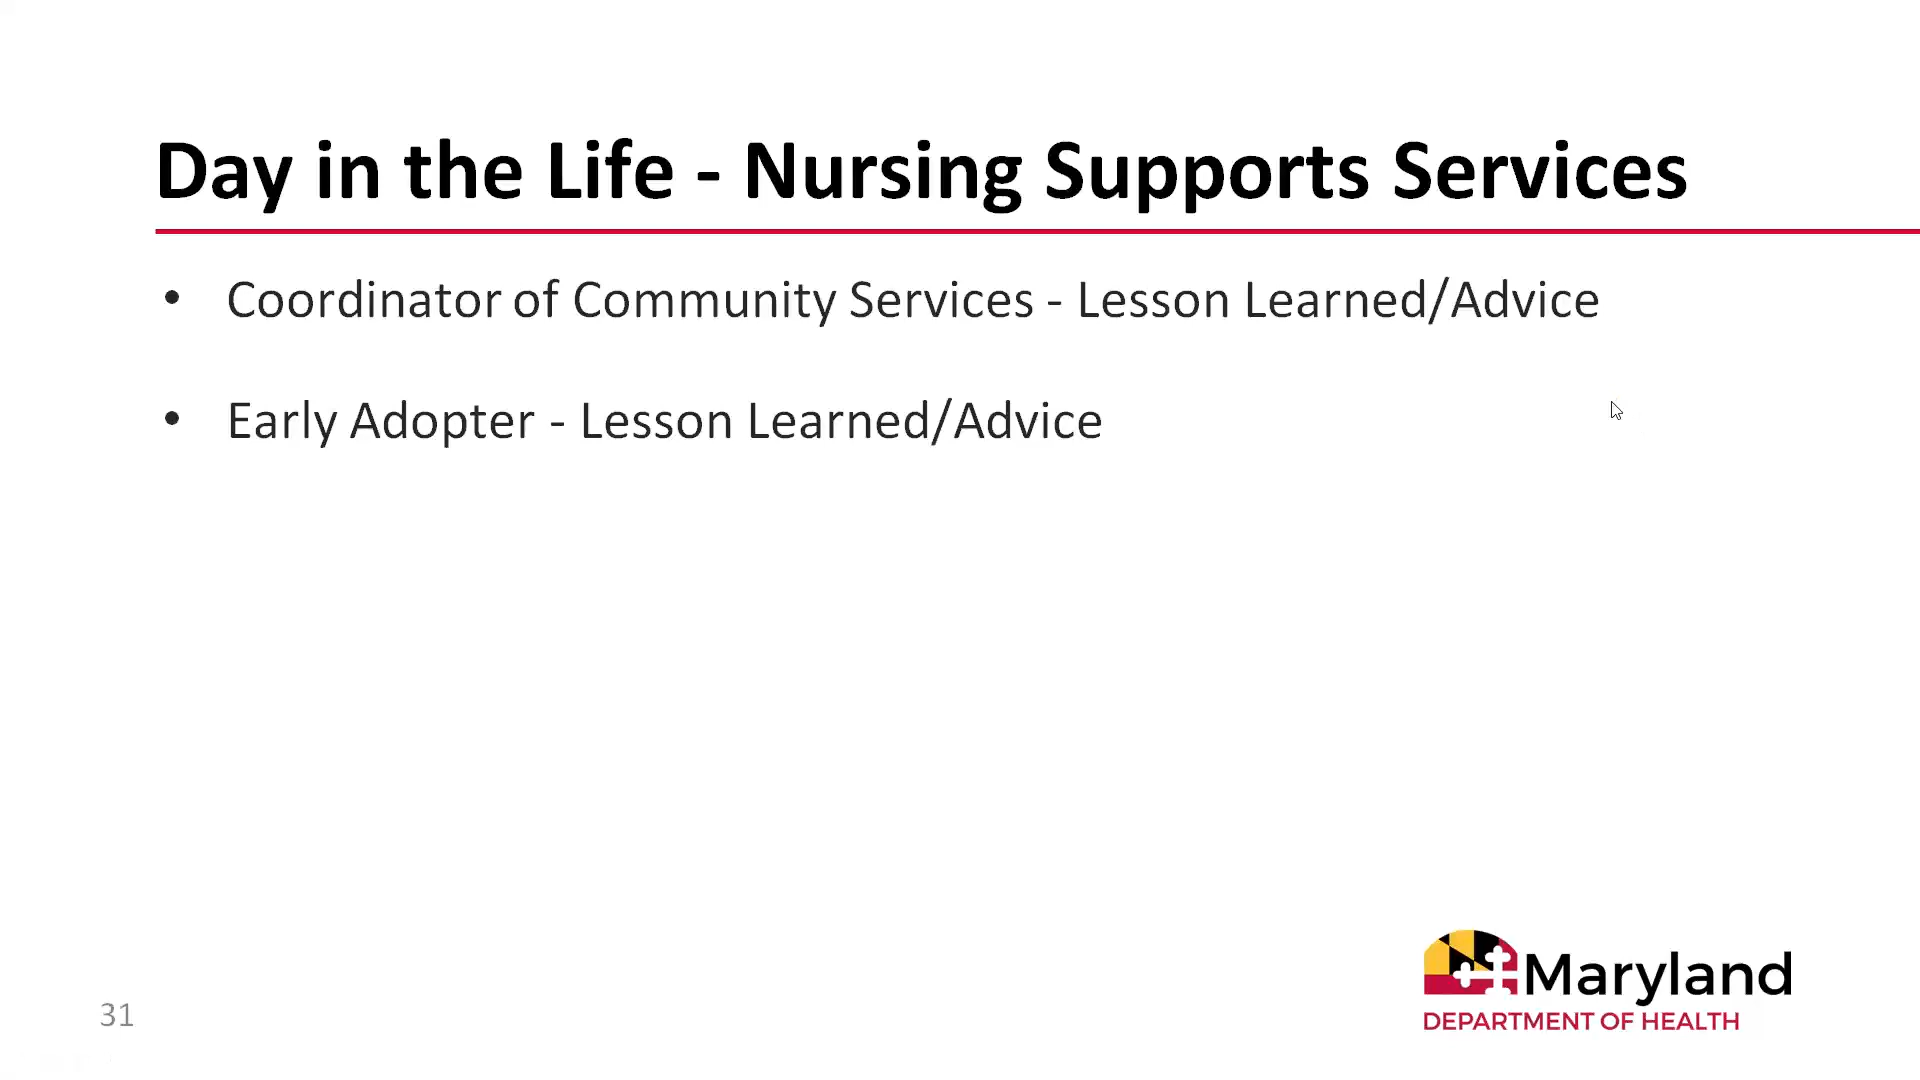 Day in the Life - Nursing Supports Services
• Coordinator of Community Services - Lesson Learned/Advice
• Early Adopter - Lesson Learned/Advice
31
Maryland
DEPARTMENT OF HEALTH